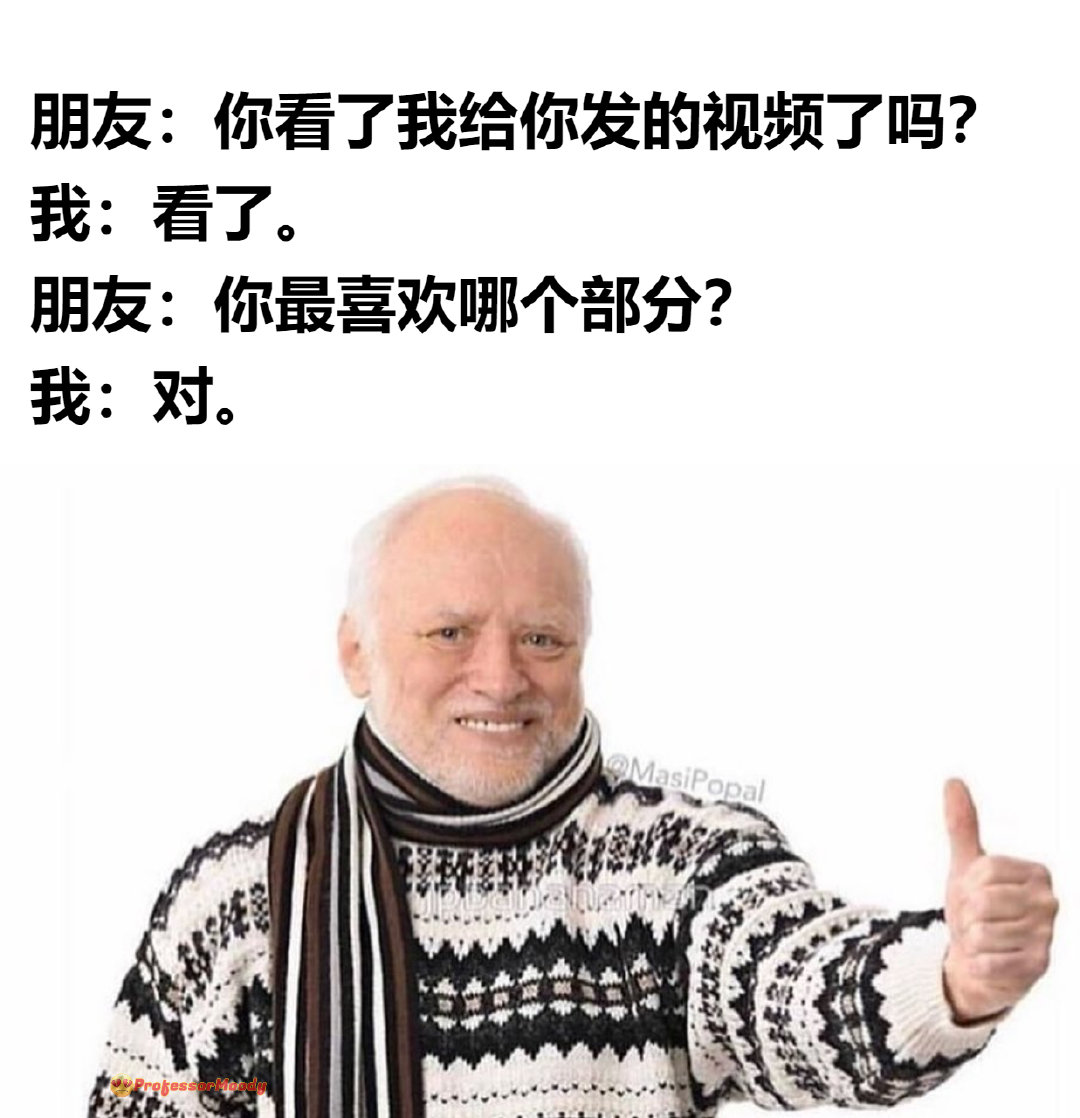 朋友：你看了我给你发的视频了吗？
我：看了。
朋友：你最喜欢哪个部分？
我：对。
@MasiPopal
ProfessorMoody